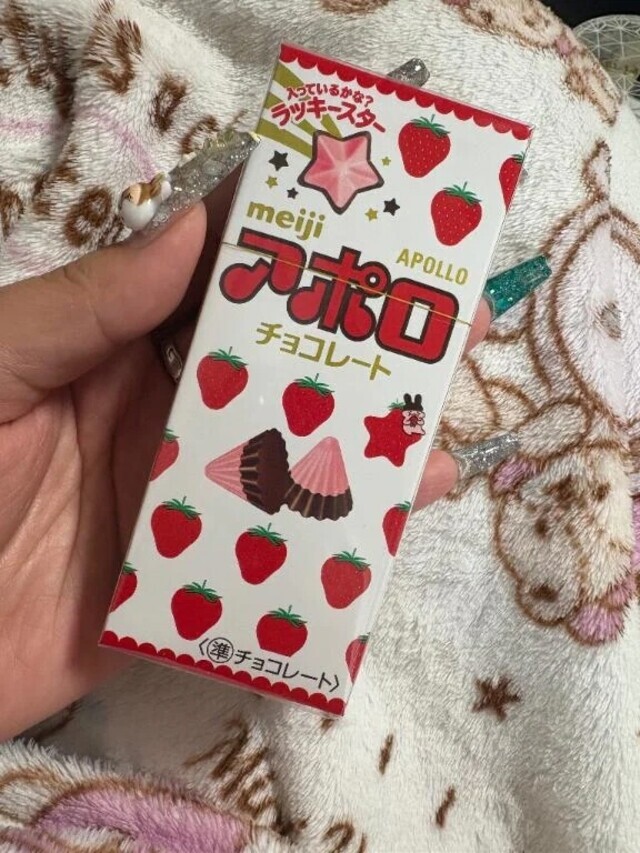 入っているかな?
ラッキースター
meiji
APOLLO
アポロ
チョコレート
〈準チョコレート〉